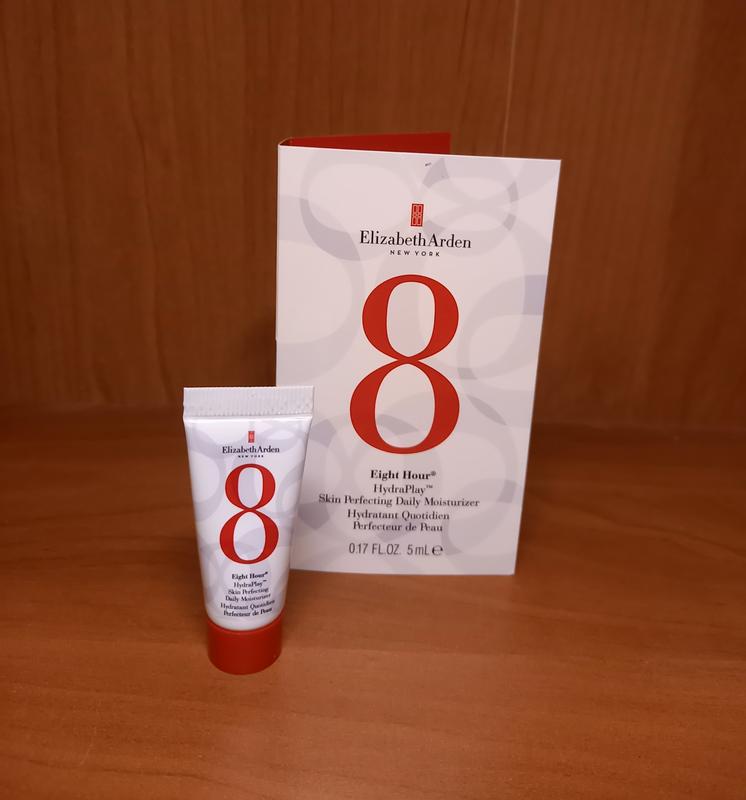 ElizabethArden
NEW YORK
8
Eight Hour®
HydraPlay™
Skin Perfecting Daily Moisturizer
Hydratant Quotidien
Perfecteur de Peau
0.17 FL.OZ. 5mL℮
ElizabethArden
NEW YORK
8
Eight Hour®
HydraPlay™
Skin Perfecting
Daily Moisturizer
Hydratant Quotidien
Perfecteur de Peau